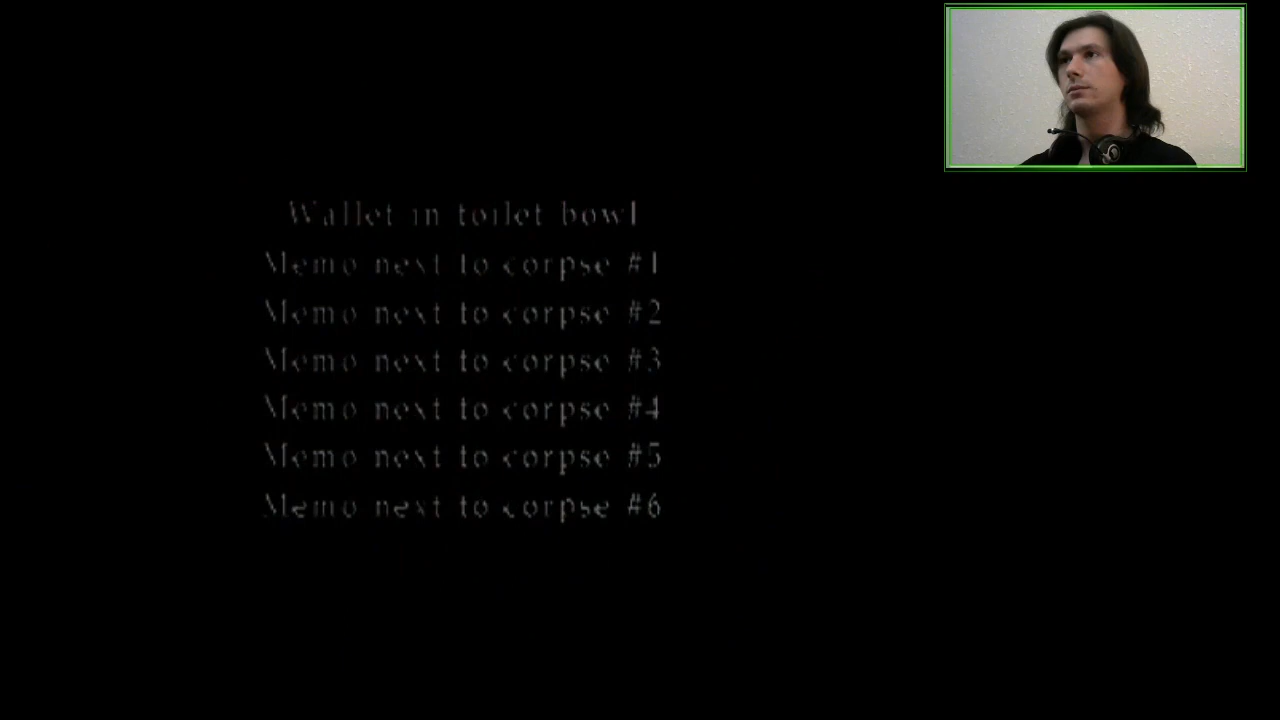 Wallet in toilet bowl
Memo next to corpse #1
Memo next to corpse #2
Memo next to corpse #3
Memo next to corpse #4
Memo next to corpse #5
Memo next to corpse #6